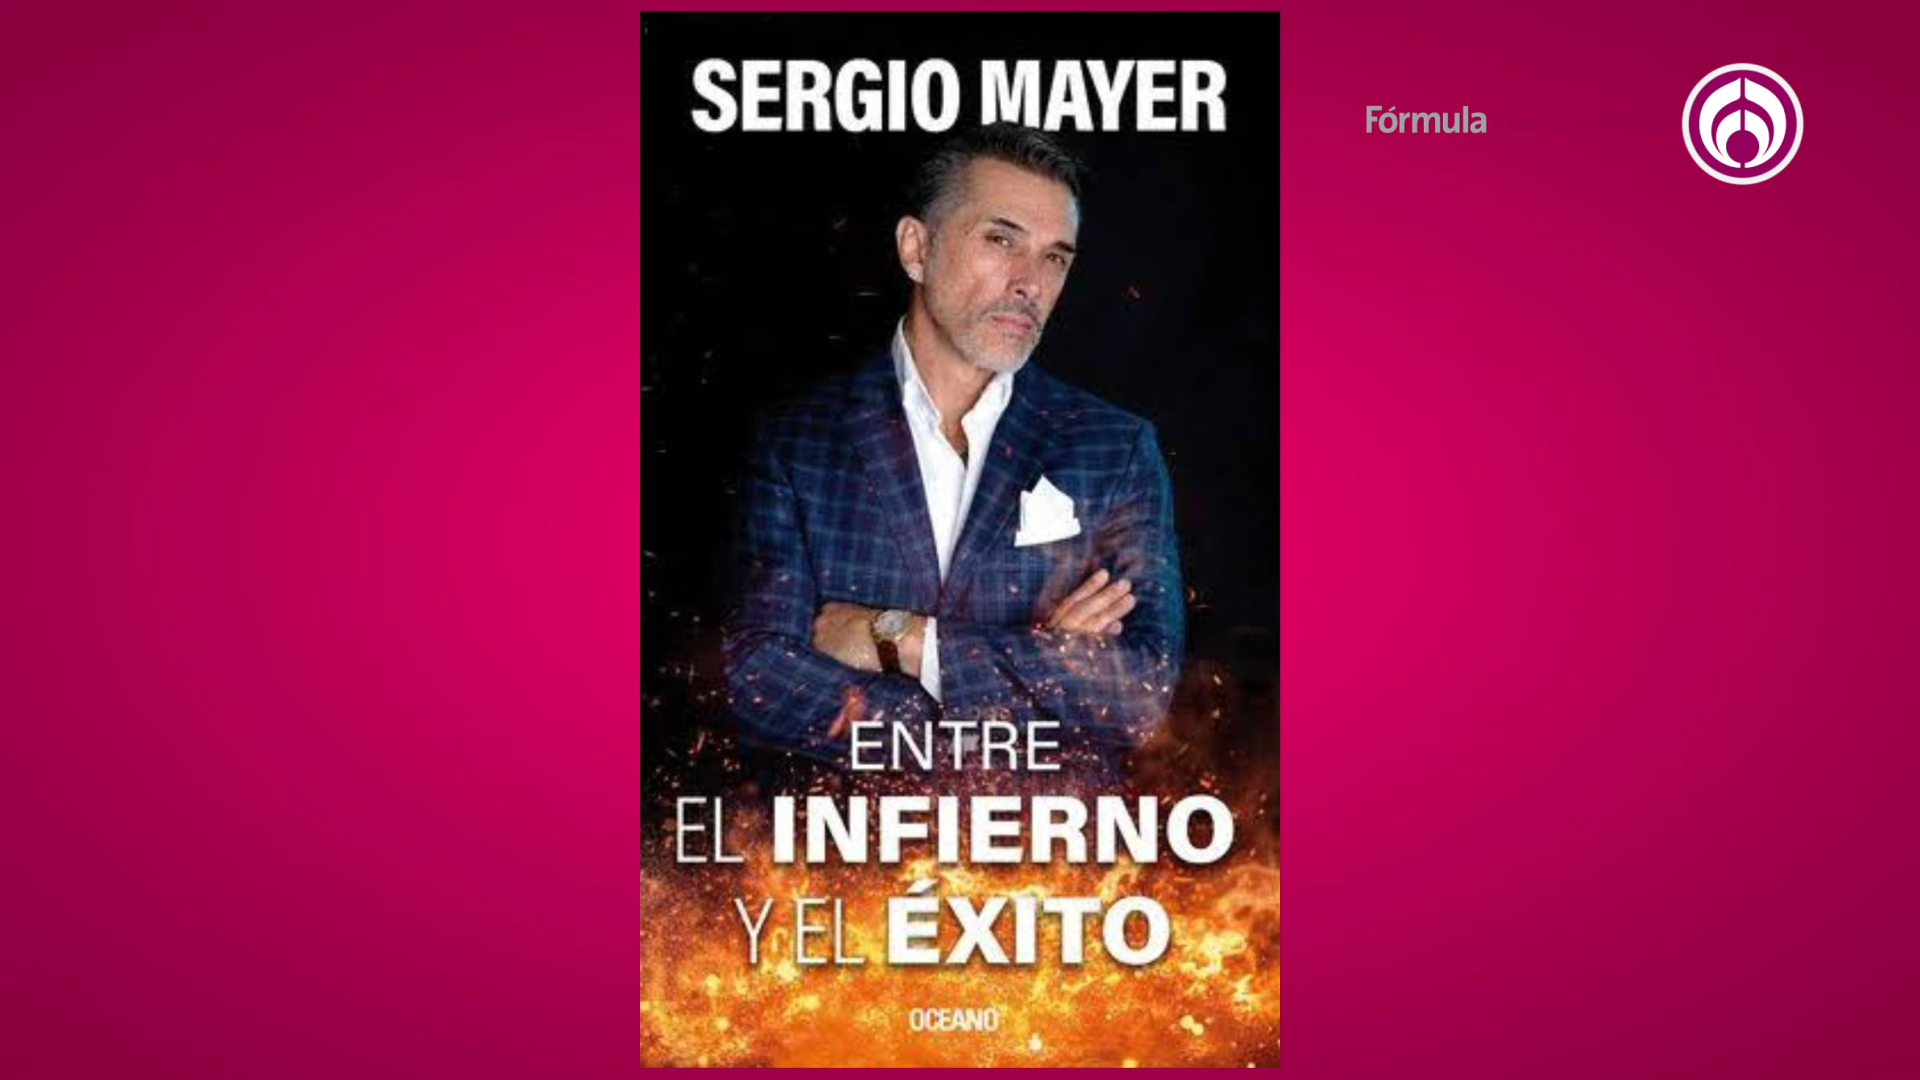 SERGIO MAYER
Fórmula
ENTRE
EL INFIERNO
Y EL ÉXITO
OCEANO